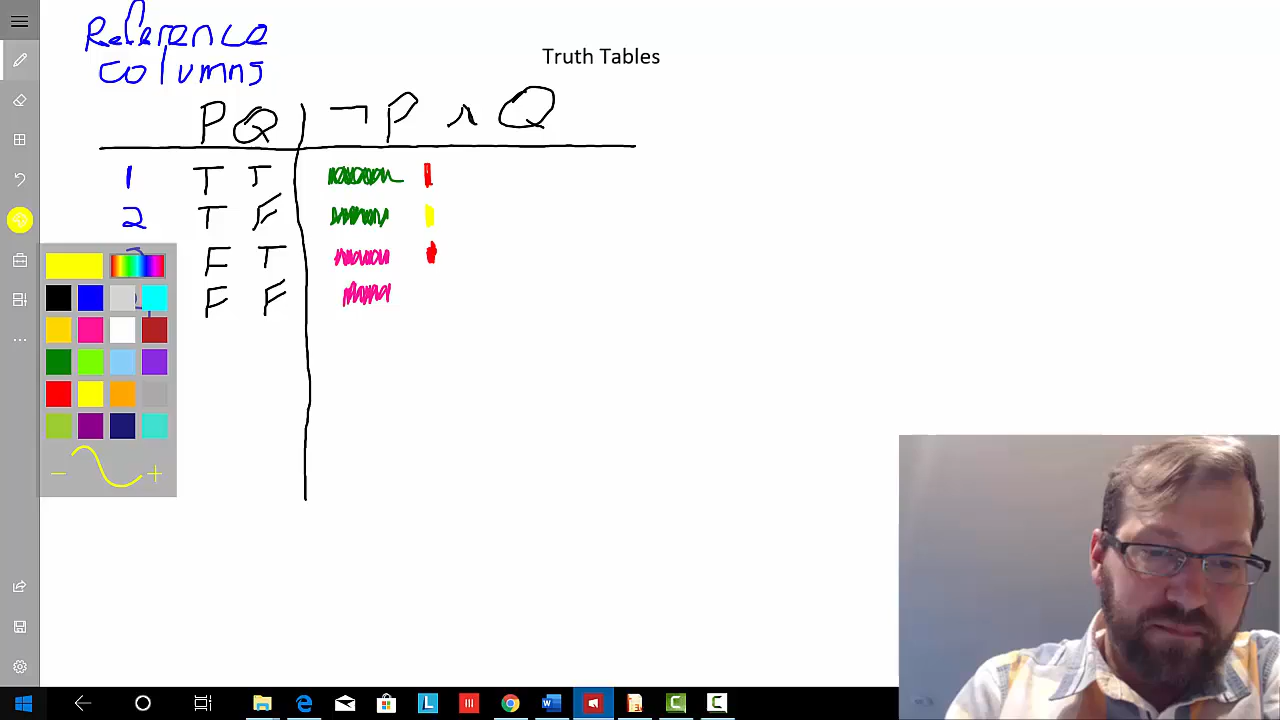 Reference
Columns
Truth Tables
P Q ¬ P ∧ Q
1 T T
2 T F
F T
F F